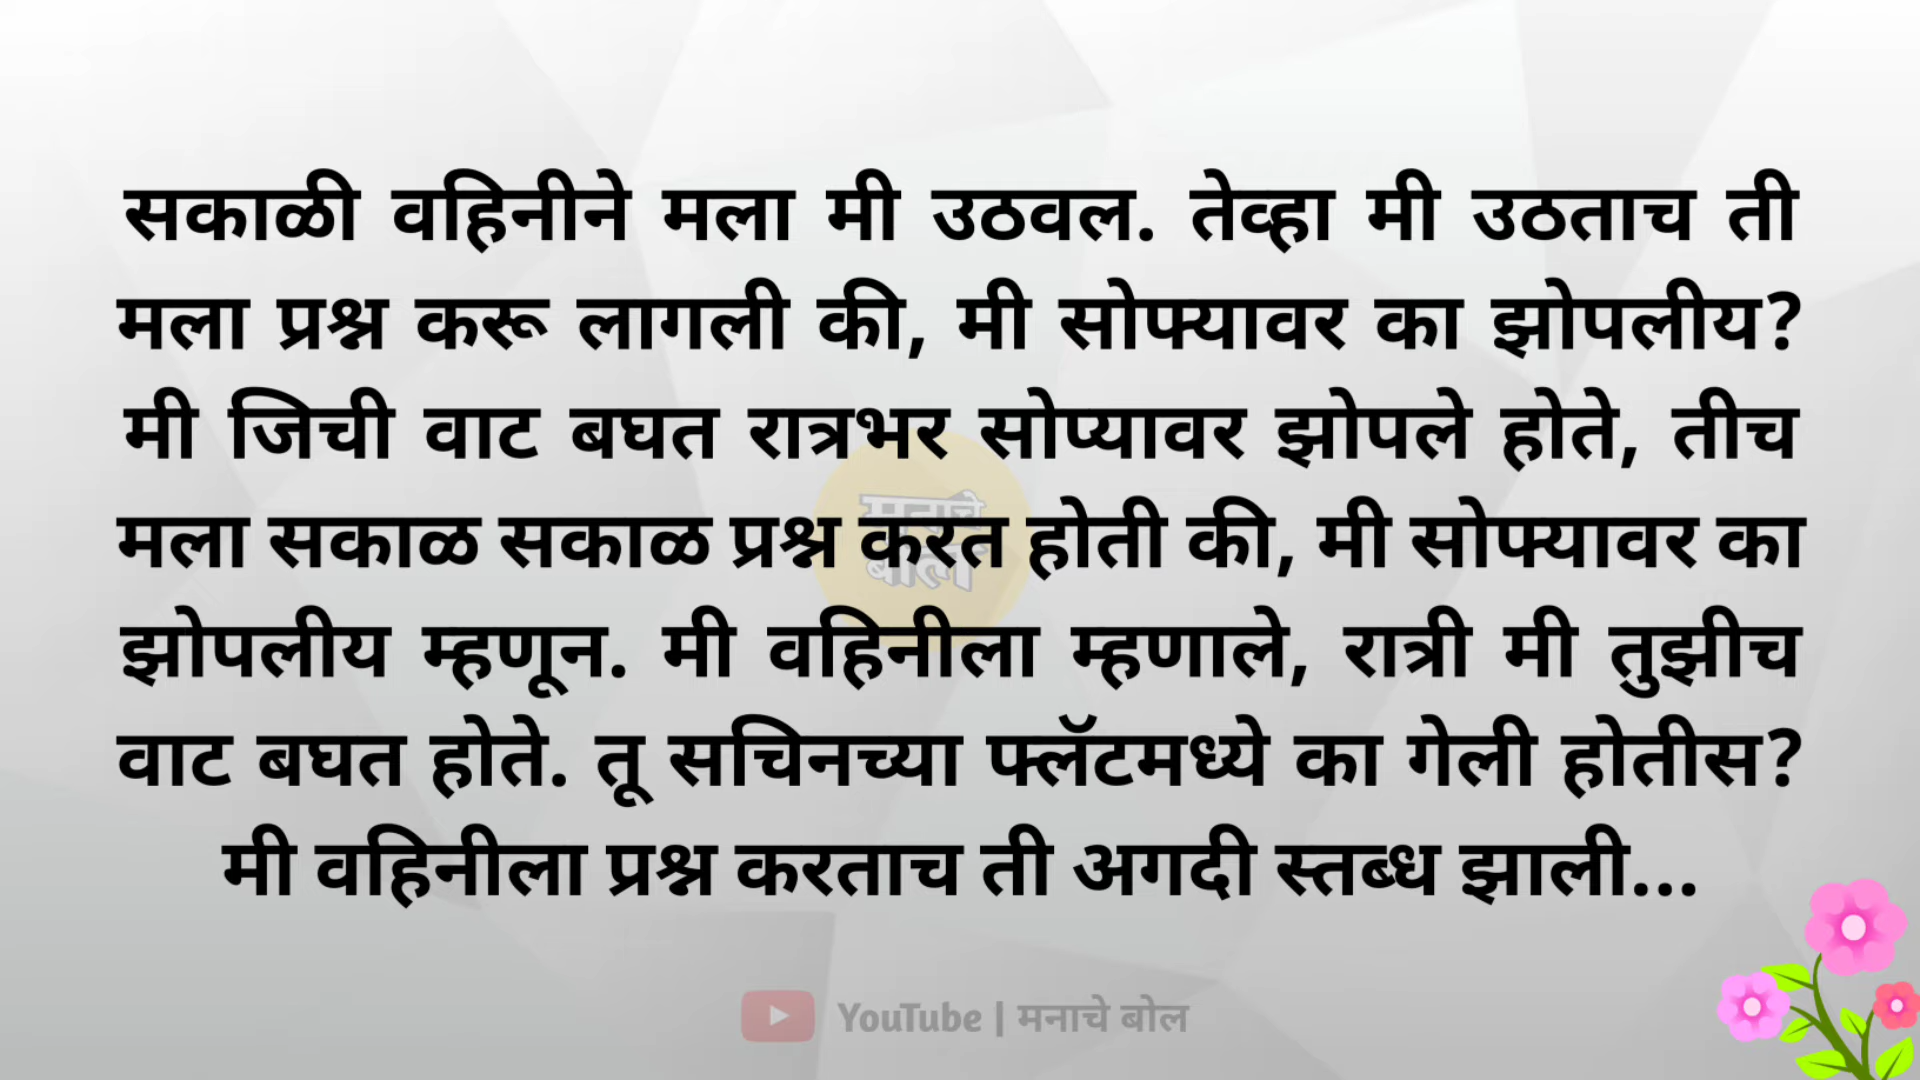 सकाळी वहिनीने मला मी उठवल. तेव्हा मी उठताच ती
मला प्रश्न करू लागली की, मी सोफ्यावर का झोपलीय?
मी जिची वाट बघत रात्रभर सोप्यावर झोपले होते, तीच
मला सकाळ सकाळ प्रश्न करत होती की, मी सोफ्यावर का
झोपलीय म्हणून. मी वहिनीला म्हणाले, रात्री मी तुझीच
वाट बघत होते. तू सचिनच्या फ्लॅटमध्ये का गेली होतीस?
मी वहिनीला प्रश्न करताच ती अगदी स्तब्ध झाली...
मनाचे
बोल
YouTube | मनाचे बोल